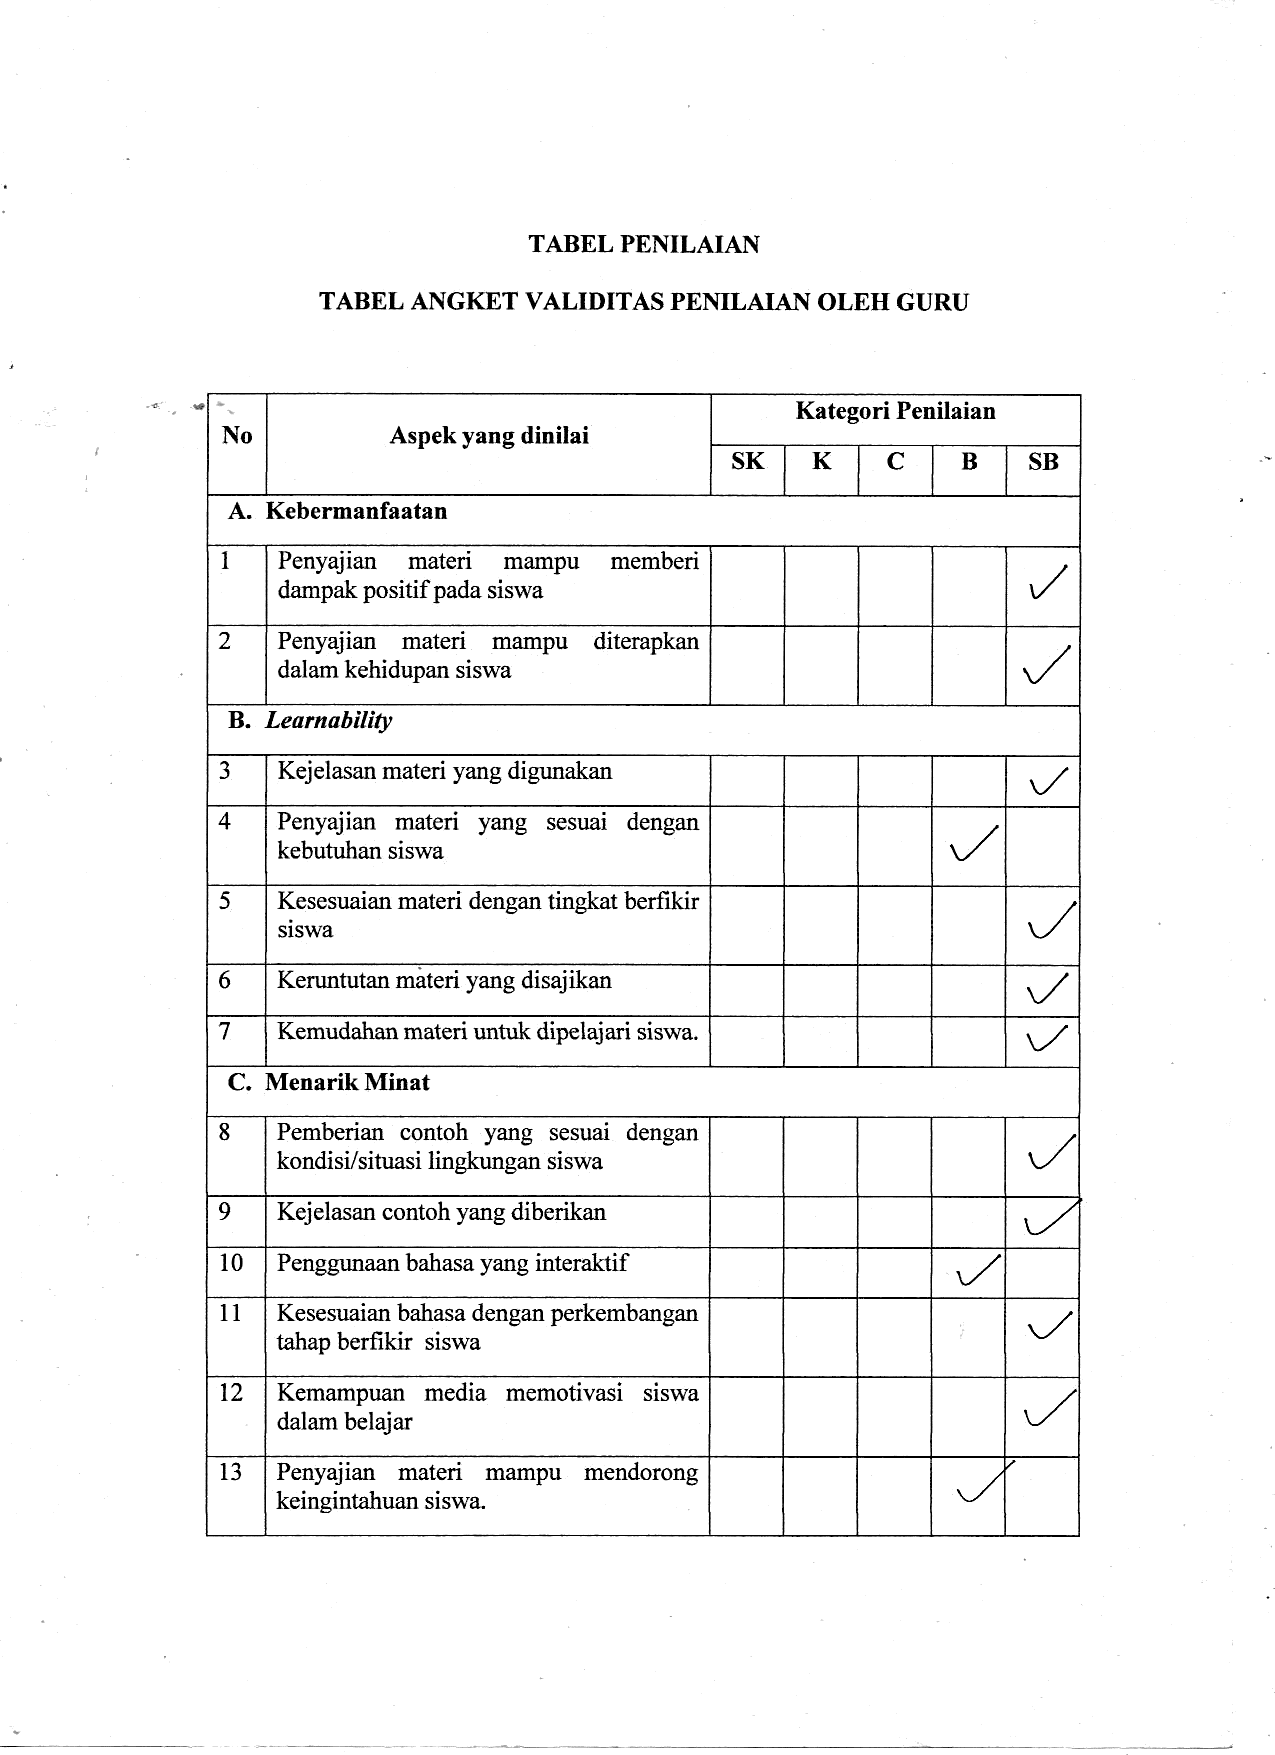 TABEL PENILAIAN
TABEL ANGKET VALIDITAS PENILAIAN OLEH GURU
No Aspek yang dinilai Kategori Penilaian
SK K C B SB
A. Kebermanfaatan
1 Penyajian materi mampu memberi
dampak positif pada siswa ✓
2 Penyajian materi mampu diterapkan
dalam kehidupan siswa ✓
B. Learnability
3 Kejelasan materi yang digunakan ✓
4 Penyajian materi yang sesuai dengan
kebutuhan siswa ✓
5 Kesesuaian materi dengan tingkat berfikir
siswa ✓
6 Keruntutan materi yang disajikan ✓
7 Kemudahan materi untuk dipelajari siswa. ✓
C. Menarik Minat
8 Pemberian contoh yang sesuai dengan
kondisi/situasi lingkungan siswa ✓
9 Kejelasan contoh yang diberikan ✓
10 Penggunaan bahasa yang interaktif ✓
11 Kesesuaian bahasa dengan perkembangan
tahap berfikir siswa ✓
12 Kemampuan media memotivasi siswa
dalam belajar ✓
13 Penyajian materi mampu mendorong
keingintahuan siswa. ✓